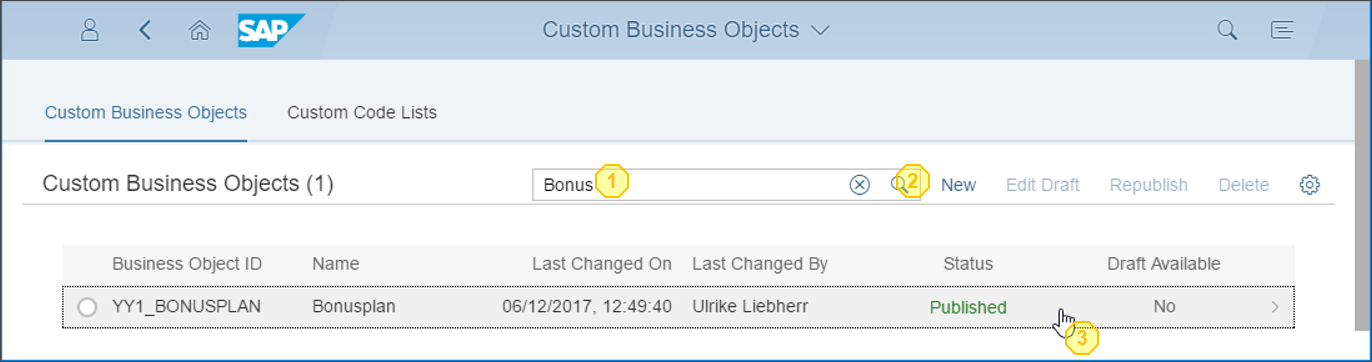 SAP Custom Business Objects
Custom Business Objects Custom Code Lists
Custom Business Objects (1) Bonus 1 2 New Edit Draft Republish Delete
Business Object ID Name Last Changed On Last Changed By Status Draft Available
YY1_BONUSPLAN Bonusplan 06/12/2017, 12:49:40 Ulrike Liebherr Published No
3